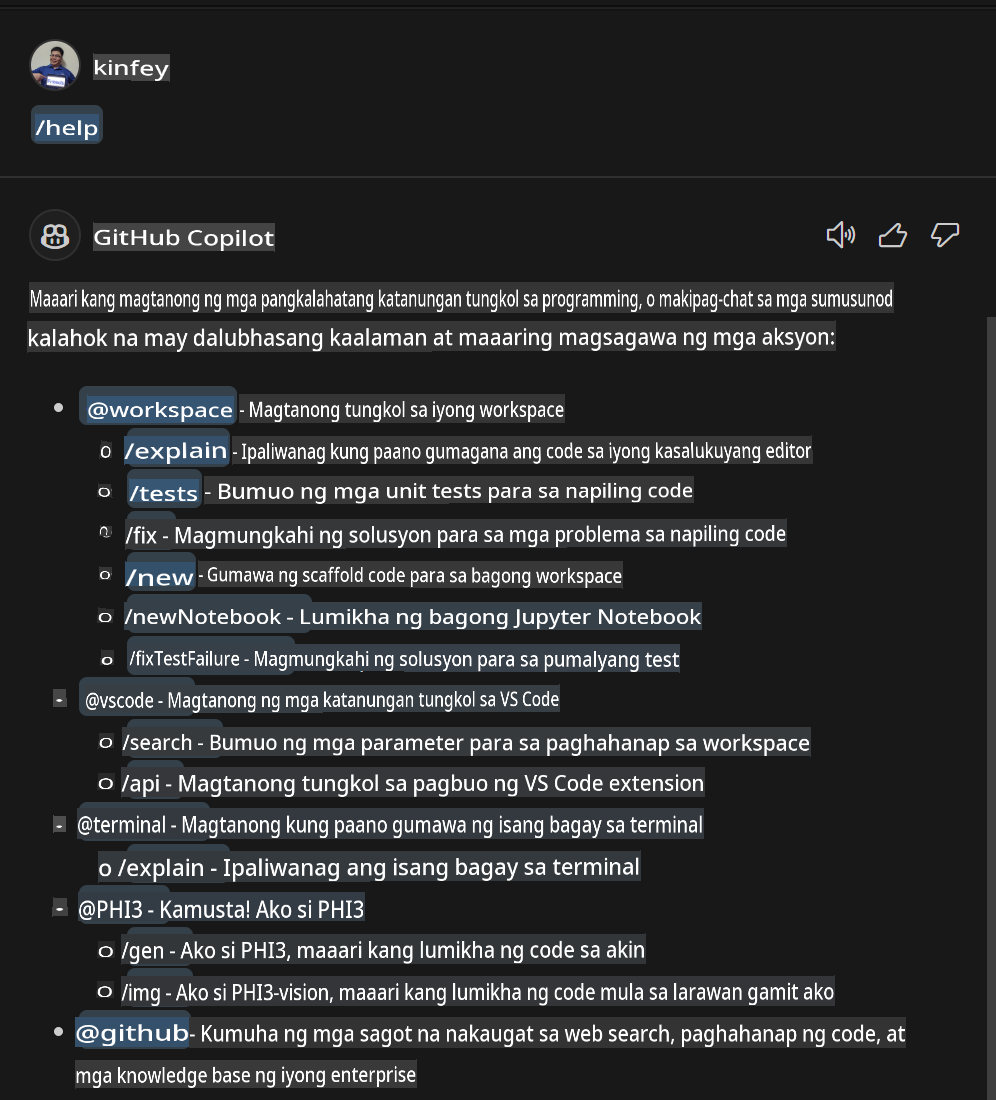 kinfey
/help
GitHub Copilot
Maaari kang magtanong ng mga pangkalahatang katanungan tungkol sa programming, o makipag-chat sa mga sumusunod
kalahok na may dalubhasang kaalaman at maaaring magsagawa ng mga aksyon:
• @workspace - Magtanong tungkol sa iyong workspace
o /explain - Ipaliwanag kung paano gumagana ang code sa iyong kasalukuyang editor
o /tests - Bumuo ng mga unit tests para sa napiling code
o /fix - Magmungkahi ng solusyon para sa mga problema sa napiling code
o /new - Gumawa ng scaffold code para sa bagong workspace
o /newNotebook - Lumikha ng bagong Jupyter Notebook
o /fixTestFailure - Magmungkahi ng solusyon para sa pumalyang test
- @vscode - Magtanong ng mga katanungan tungkol sa VS Code
o /search - Bumuo ng mga parameter para sa paghahanap sa workspace
o /api - Magtanong tungkol sa pagbuo ng VS Code extension
- @terminal - Magtanong kung paano gumawa ng isang bagay sa terminal
o /explain - Ipaliwanag ang isang bagay sa terminal
- @PHI3 - Kamusta! Ako si PHI3
o /gen - Ako si PHI3, maaari kang lumikha ng code sa akin
o /img - Ako si PHI3-vision, maaari kang lumikha ng code mula sa larawan gamit ako
• @github- Kumuha ng mga sagot na nakaugat sa web search, paghahanap ng code, at
mga knowledge base ng iyong enterprise